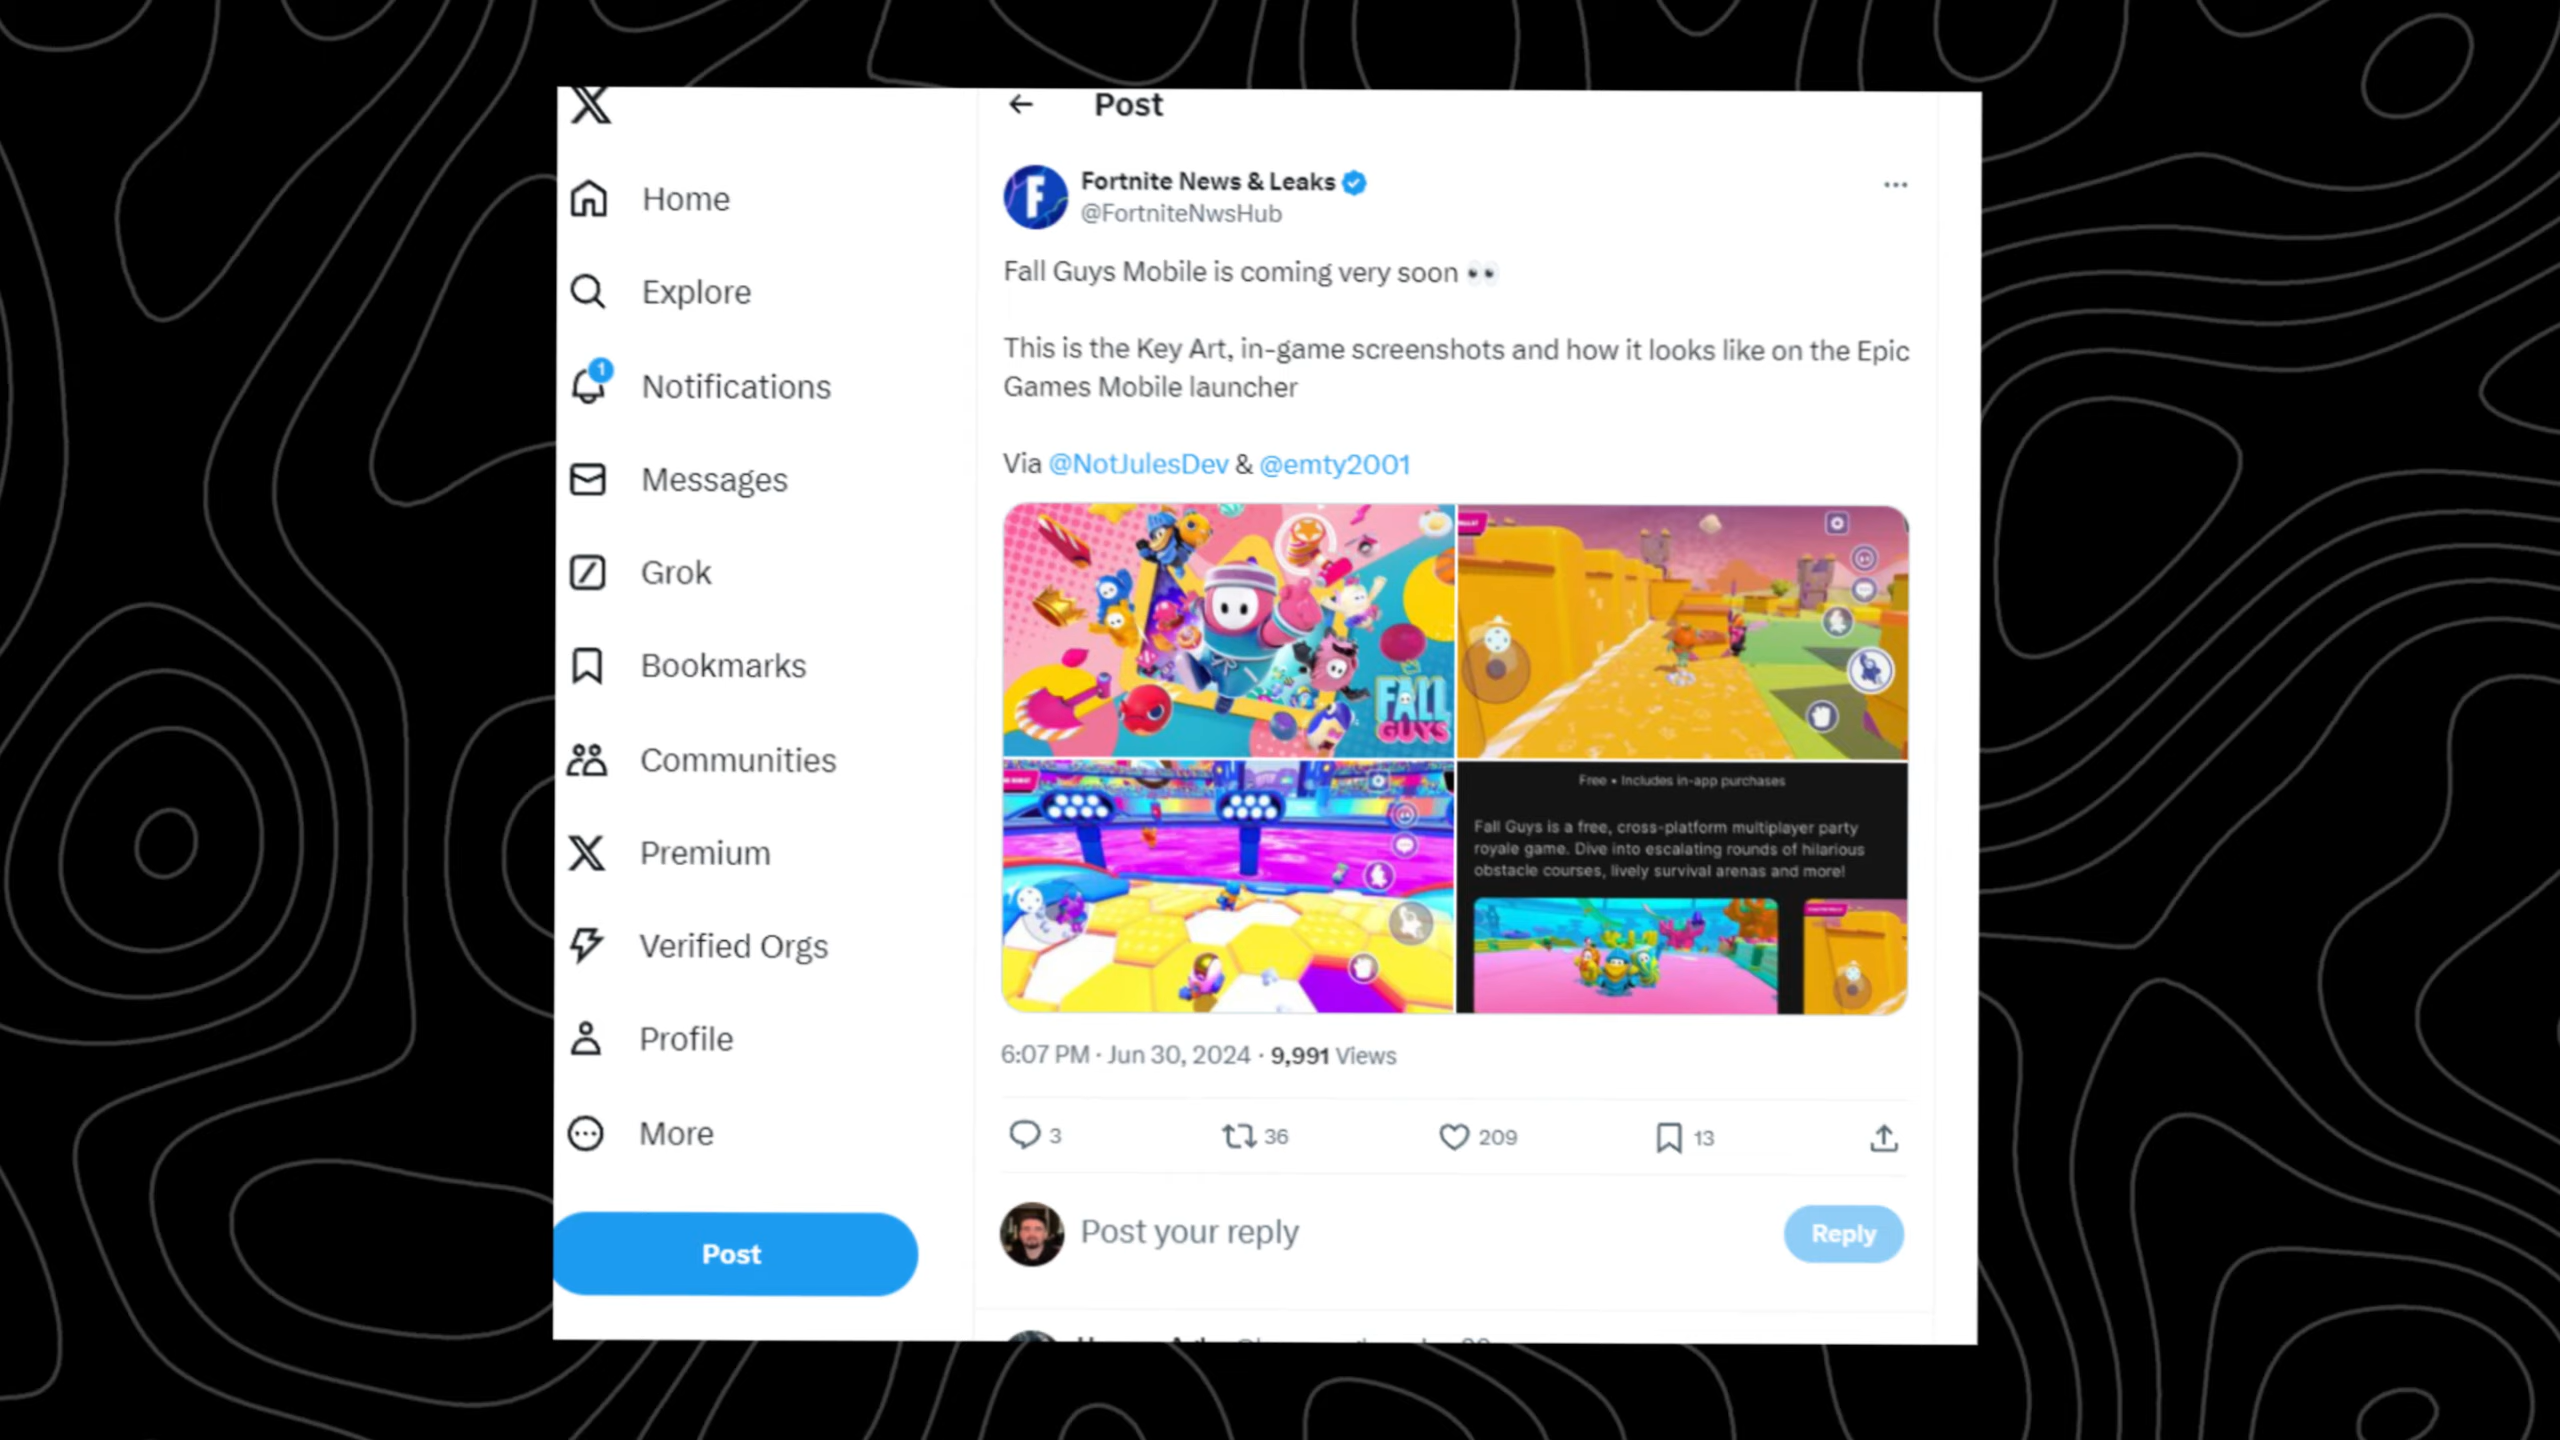 Post
Home
Explore
1
Notifications
Messages
Grok
Bookmarks
Communities
Premium
Verified Orgs
Profile
More
Post
Fortnite News & Leaks
@FortniteNwsHub
Fall Guys Mobile is coming very soon 👀
This is the Key Art, in-game screenshots and how it looks like on the Epic
Games Mobile launcher
Via @NotJulesDev & @emty2001
FALL
GUYS
Free • Includes in-app purchases
Fall Guys is a free, cross-platform multiplayer party
royale game. Dive into escalating rounds of hilarious
obstacle courses, lively survival arenas and more!
6:07 PM · Jun 30, 2024 · 9,991 Views
3 36 209 13
Post your reply
Reply